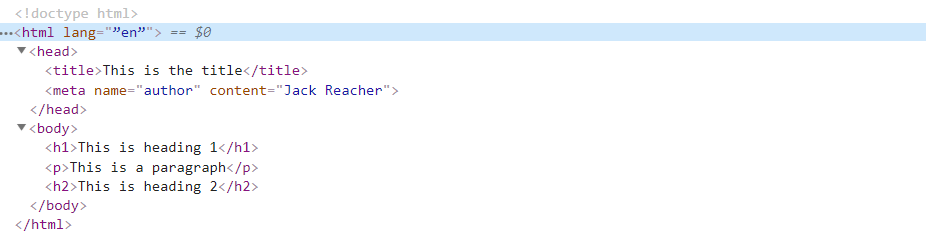 <!doctype html>
…<html lang="”en”"> == $0
▼<head>
<title>This is the title</title>
<meta name="author" content="Jack Reacher">
</head>
▼<body>
<h1>This is heading 1</h1>
<p>This is a paragraph</p>
<h2>This is heading 2</h2>
</body>
</html>